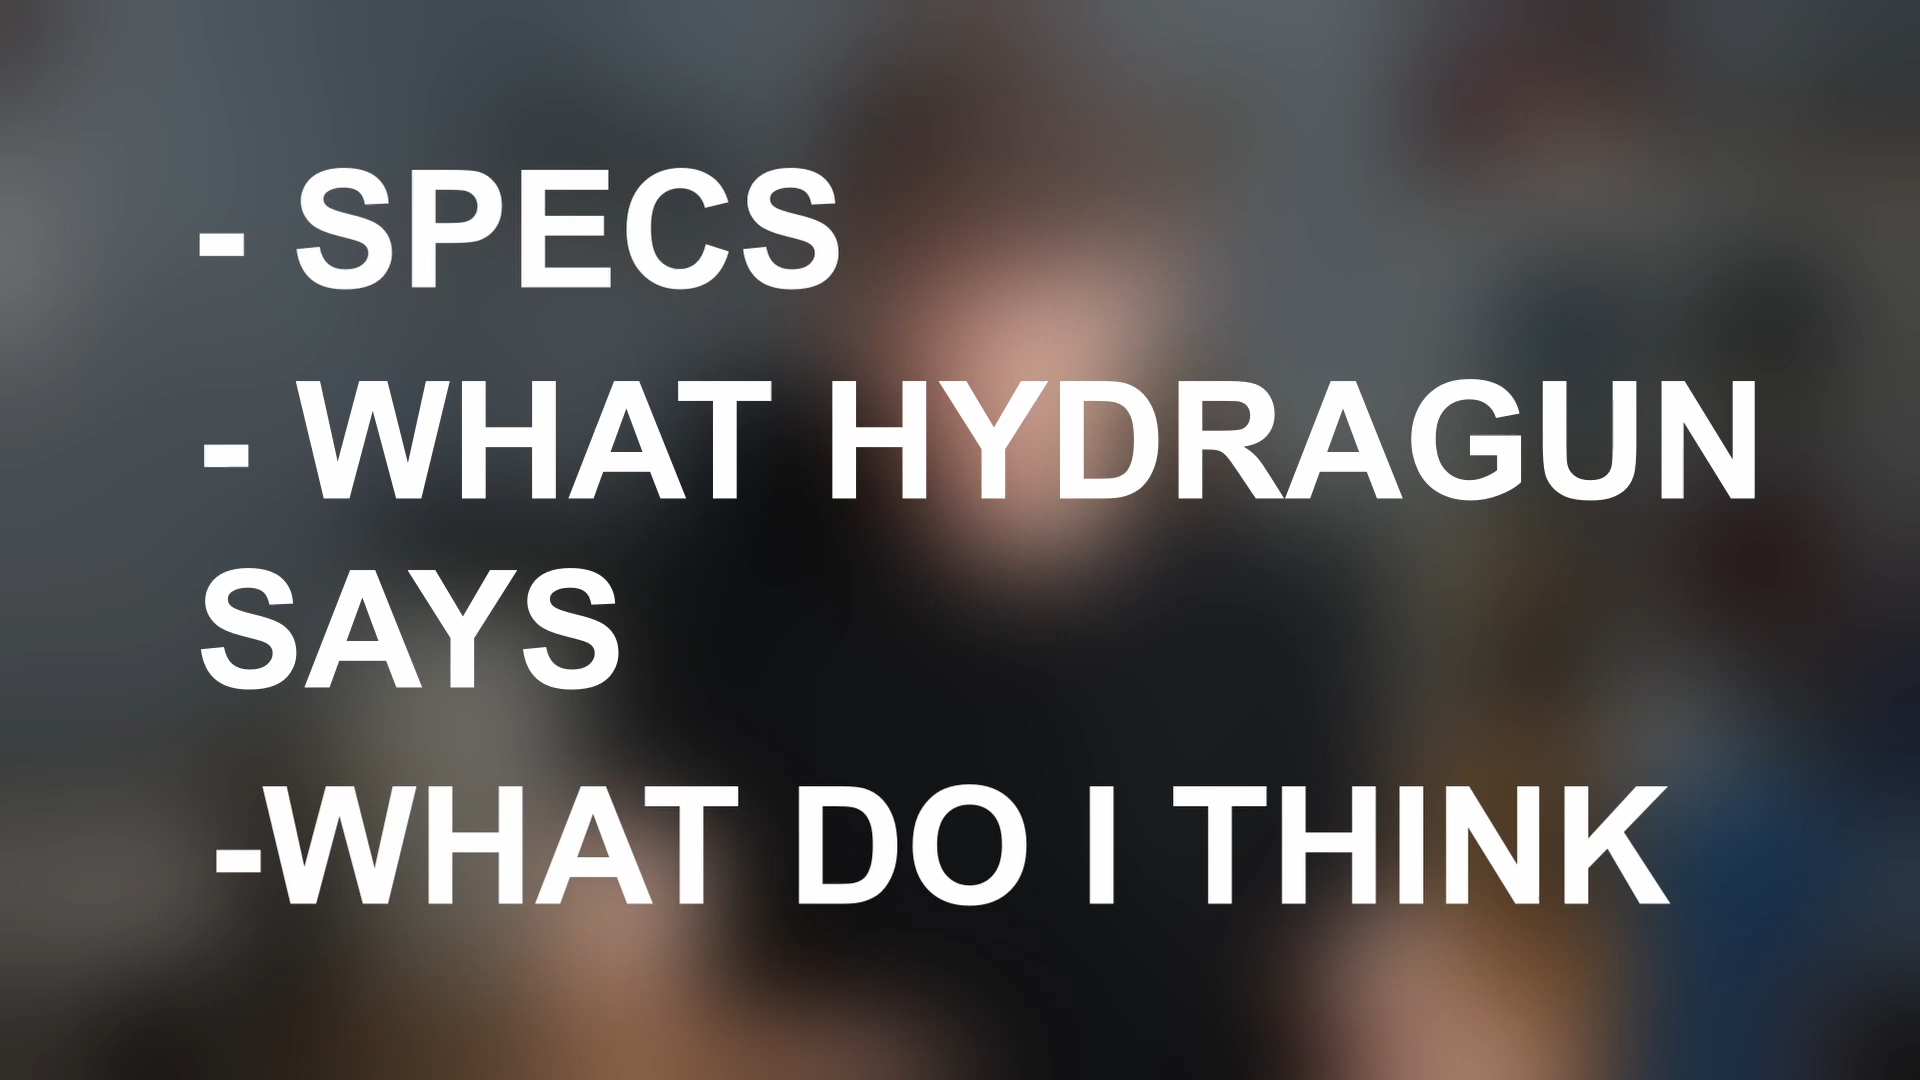 - SPECS
- WHAT HYDRAGUN
SAYS
-WHAT DO I THINK